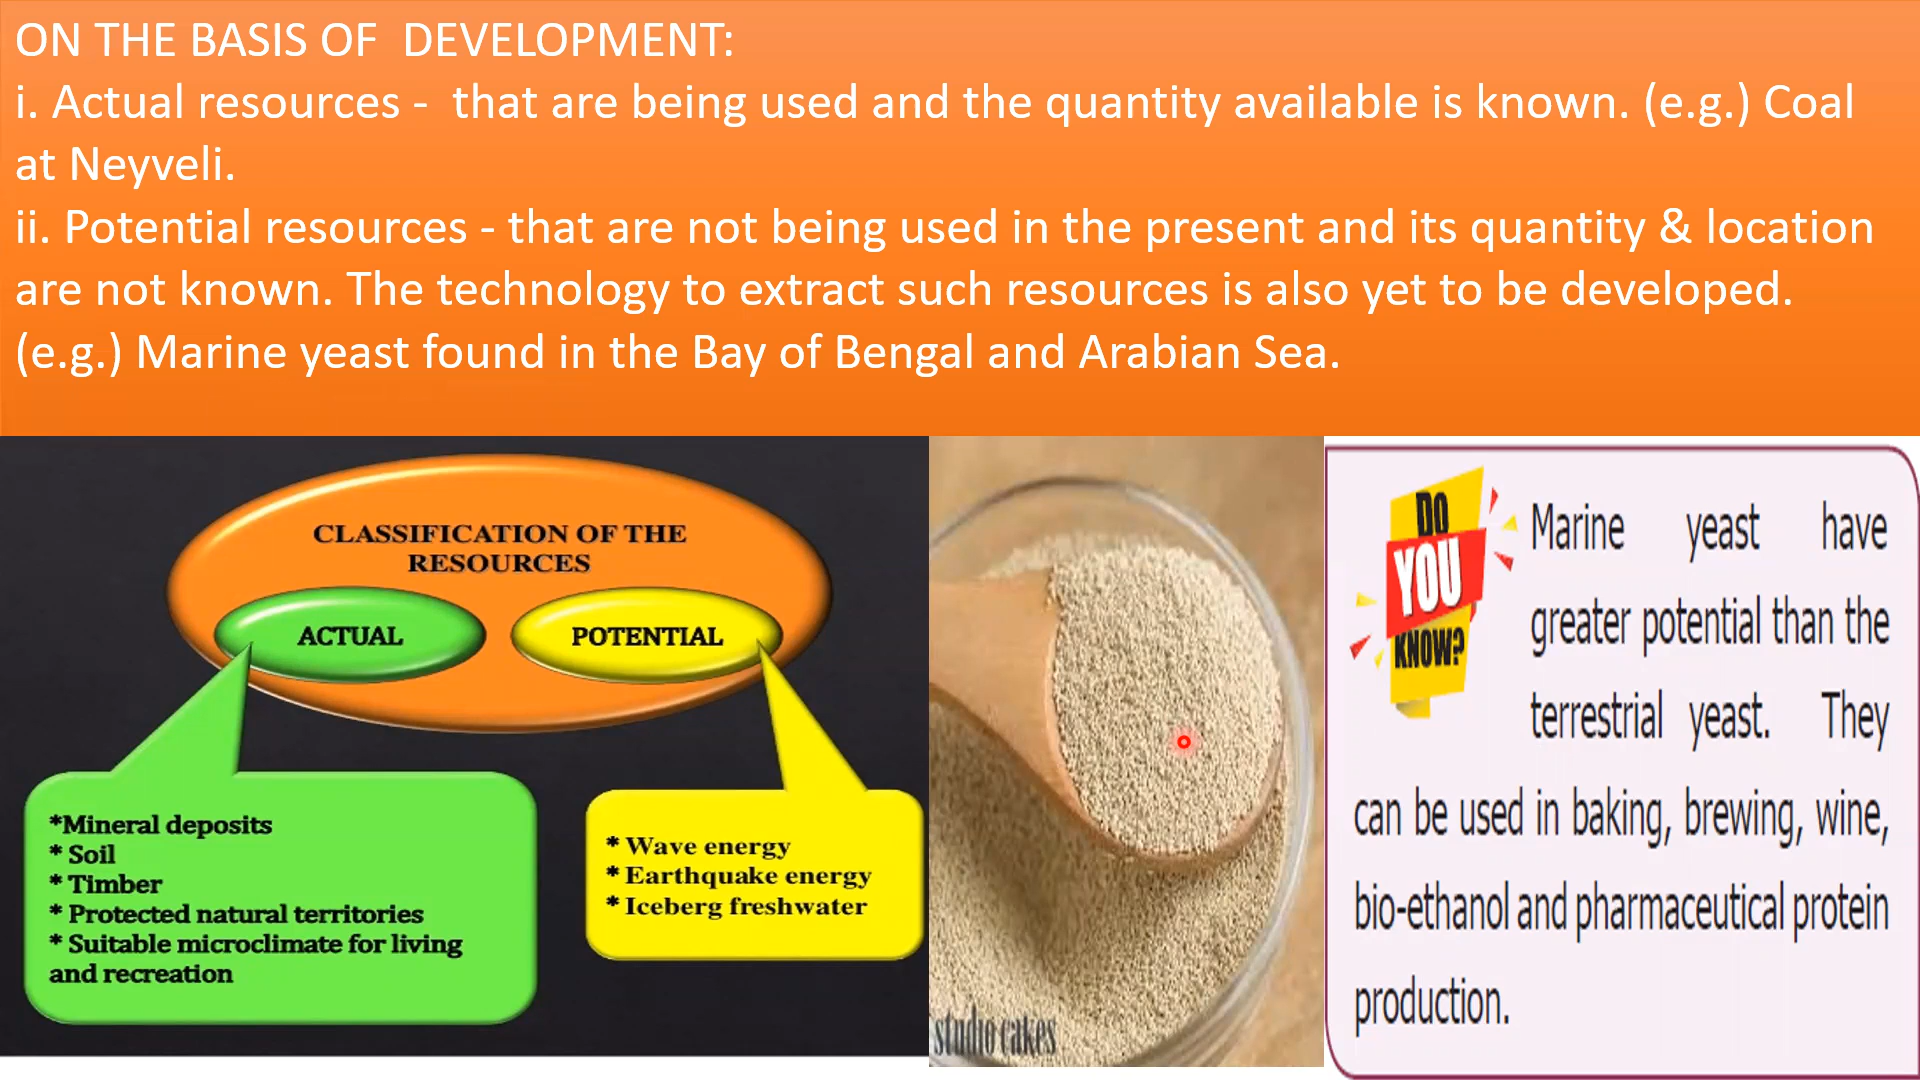 ON THE BASIS OF  DEVELOPMENT:
i. Actual resources -  that are being used and the quantity available is known. (e.g.) Coal
at Neyveli.
ii. Potential resources - that are not being used in the present and its quantity & location
are not known. The technology to extract such resources is also yet to be developed.
(e.g.) Marine yeast found in the Bay of Bengal and Arabian Sea.
CLASSIFICATION OF THE
RESOURCES
ACTUAL
POTENTIAL
*Mineral deposits
* Soil
* Timber
* Protected natural territories
* Suitable microclimate for living
and recreation
* Wave energy
* Earthquake energy
* Iceberg freshwater
studio cakes
DO
YOU
KNOW?
Marine yeast have
greater potential than the
terrestrial yeast. They
can be used in baking, brewing, wine,
bio-ethanol and pharmaceutical protein
production.